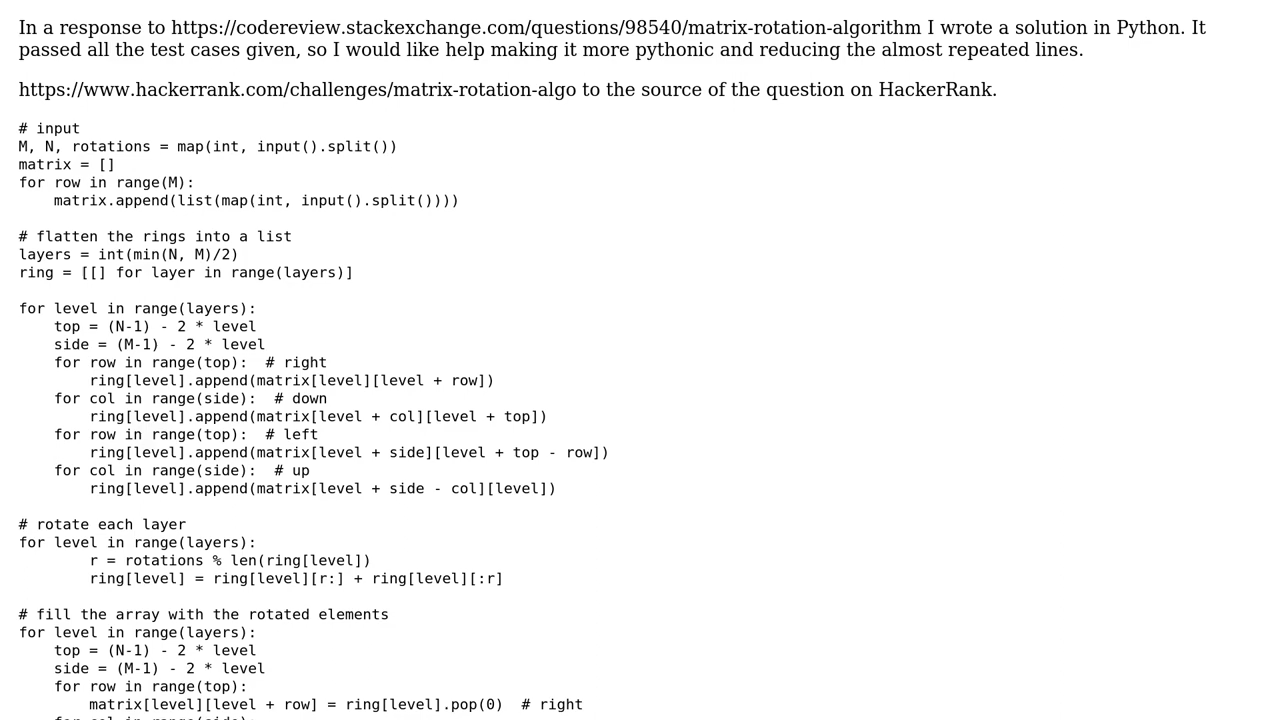 In a response to https://codereview.stackexchange.com/questions/98540/matrix-rotation-algorithm I wrote a solution in Python. It
passed all the test cases given, so I would like help making it more pythonic and reducing the almost repeated lines.
https://www.hackerrank.com/challenges/matrix-rotation-algo to the source of the question on HackerRank.
# input
M, N, rotations = map(int, input().split())
matrix = []
for row in range(M):
    matrix.append(list(map(int, input().split())))
# flatten the rings into a list
layers = int(min(N, M)/2)
ring = [[] for layer in range(layers)]
for level in range(layers):
    top = (N-1) - 2 * level
    side = (M-1) - 2 * level
    for row in range(top):  # right
        ring[level].append(matrix[level][level + row])
    for col in range(side):  # down
        ring[level].append(matrix[level + col][level + top])
    for row in range(top):  # left
        ring[level].append(matrix[level + side][level + top - row])
    for col in range(side):  # up
        ring[level].append(matrix[level + side - col][level])
# rotate each layer
for level in range(layers):
        r = rotations % len(ring[level])
        ring[level] = ring[level][r:] + ring[level][:r]
# fill the array with the rotated elements
for level in range(layers):
    top = (N-1) - 2 * level
    side = (M-1) - 2 * level
    for row in range(top):
        matrix[level][level + row] = ring[level].pop(0)  # right
    for col in range(side):